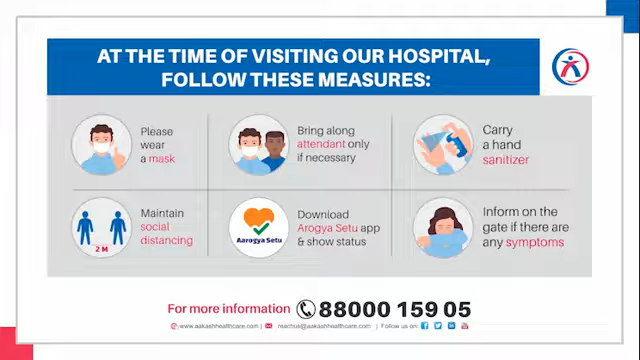 AT THE TIME OF VISITING OUR HOSPITAL,
FOLLOW THESE MEASURES:
Please
wear
a mask
Bring along
attendant only
if necessary
Carry
a hand
sanitizer
2 M
Maintain
social
distancing
Aarogya Setu
Download
Arogya Setu app
& show status
Inform on the
gate if there are
any symptoms
For more information 88000 159 05
www.aakashhealthcare.com | reachus@aakashhealthcare.com | Follow us on: